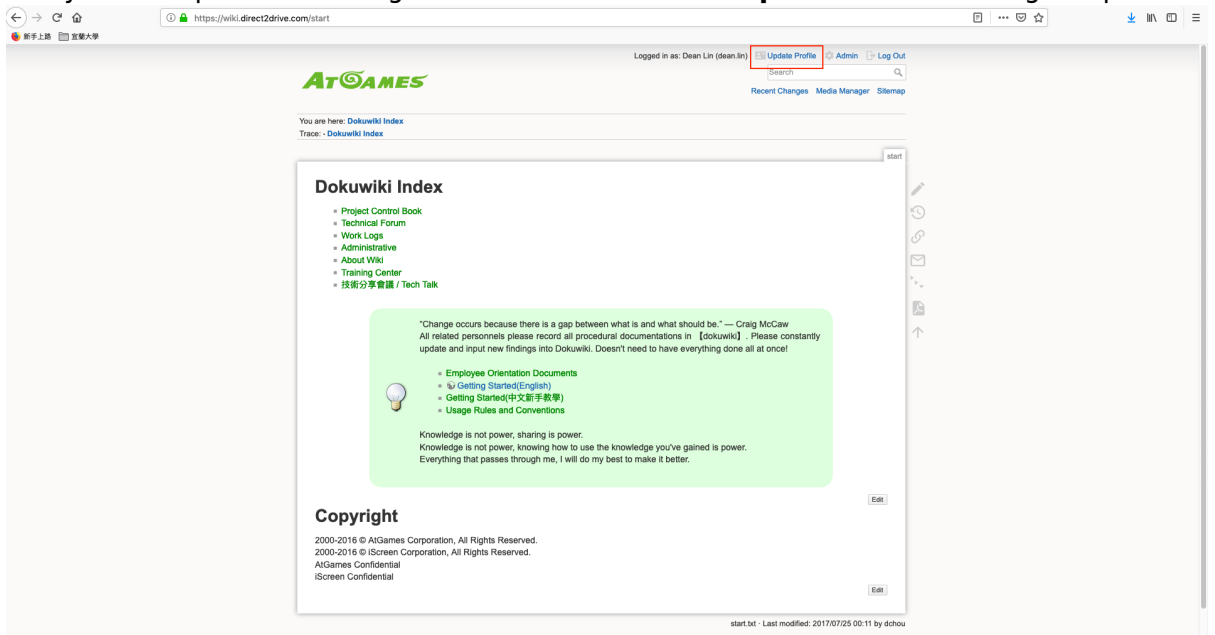 https://wiki.direct2drive.com/start
新手上路 宜蘭大學
Logged in as: Dean Lin (dean.lin) Update Profile Admin Log Out
ATGAMES
Search
Recent Changes Media Manager Sitemap
You are here: Dokuwiki Index
Trace: • Dokuwiki Index
start
Dokuwiki Index
Project Control Book
Technical Forum
Work Logs
Administrative
About Wiki
Training Center
技術分享會議 / Tech Talk
"Change occurs because there is a gap between what is and what should be." — Craig McCaw
All related personnels please record all procedural documentations in 【dokuwiki】. Please constantly
update and input new findings into Dokuwiki. Doesn't need to have everything done all at once!
Employee Orientation Documents
Getting Started(English)
Getting Started(中文新手教學)
Usage Rules and Conventions
Knowledge is not power, sharing is power.
Knowledge is not power, knowing how to use the knowledge you've gained is power.
Everything that passes through me, I will do my best to make it better.
Edit
Copyright
2000-2016 © AtGames Corporation, All Rights Reserved.
2000-2016 © iScreen Corporation, All Rights Reserved.
AtGames Confidential
iScreen Confidential
Edit
start.txt · Last modified: 2017/07/25 00:11 by dchou